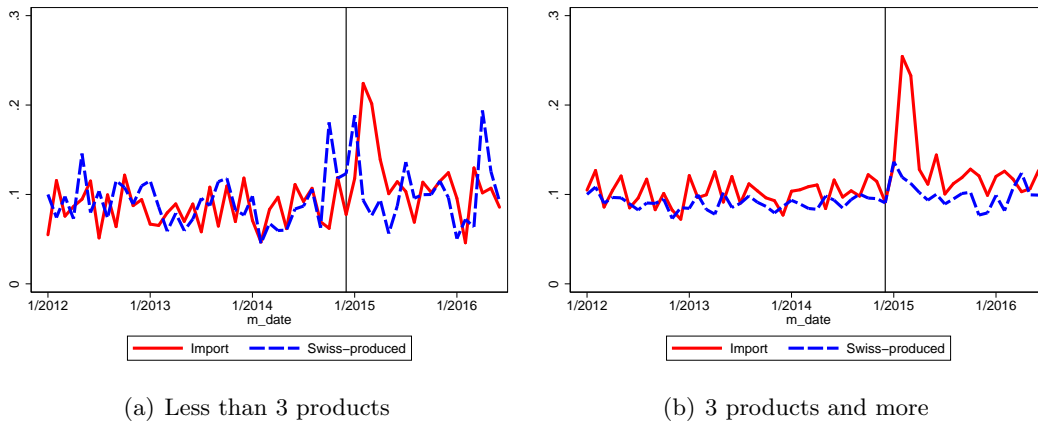 .3
.2
.1
0
1/2012 1/2013 1/2014 1/2015 1/2016
m_date
Import Swiss−produced
(a) Less than 3 products
.3
.2
.1
0
1/2012 1/2013 1/2014 1/2015 1/2016
m_date
Import Swiss−produced
(b) 3 products and more